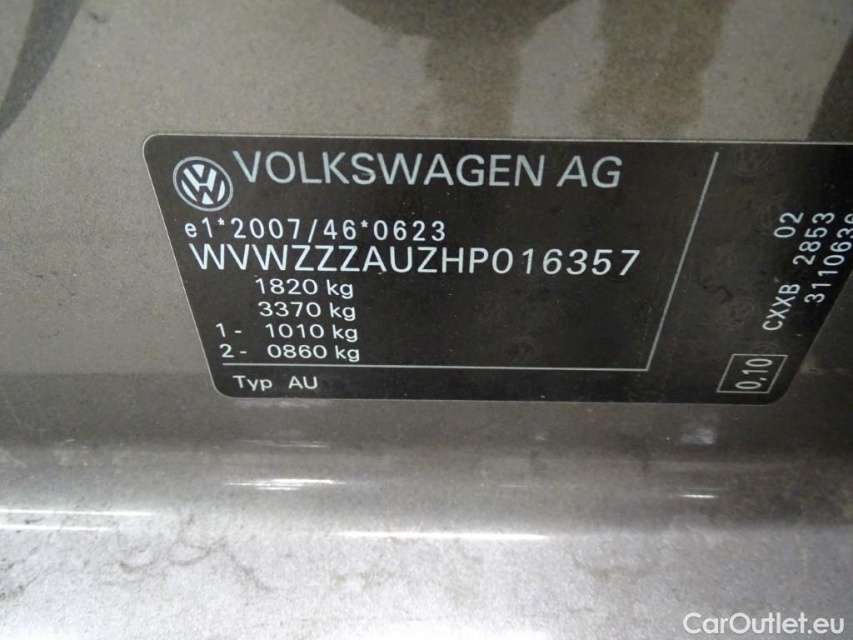 VOLKSWAGEN AG
e1*2007/46*0623
WVWZZZAUZHP016357
1820 kg
3370 kg
1 - 1010 kg
2 - 0860 kg
Typ AU
02
CXXB 2853
0,10
CarOutlet.eu